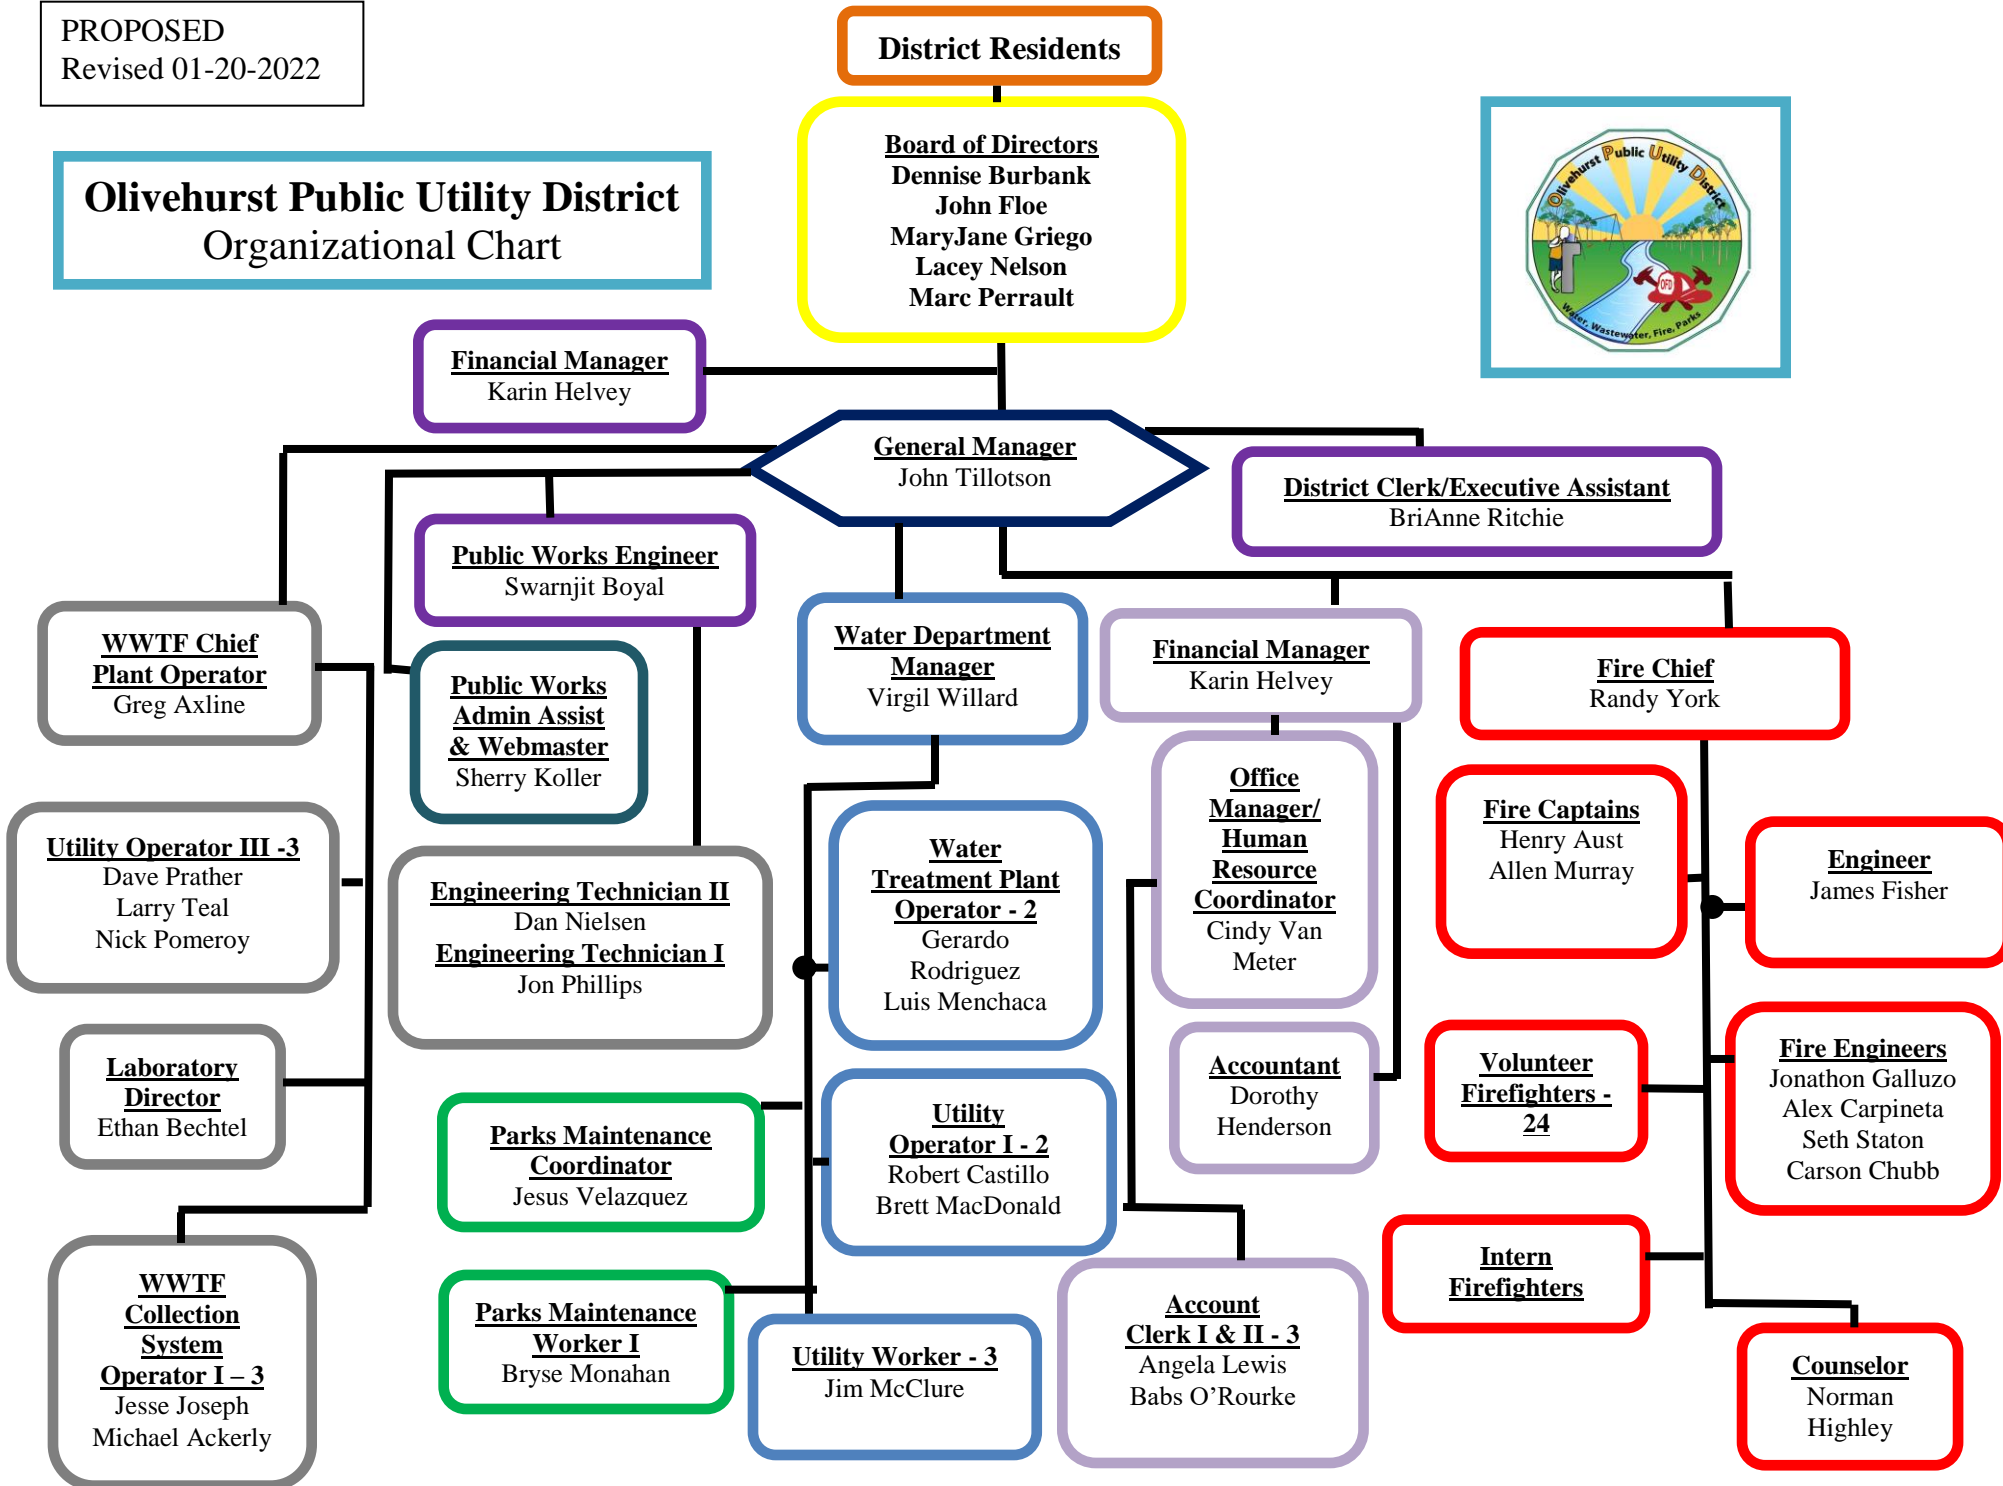 PROPOSED
Revised 01-20-2022
District Residents
Board of Directors
Dennise Burbank
John Floe
MaryJane Griego
Lacey Nelson
Marc Perrault
Olivehurst Public Utility District
Organizational Chart
Olivehurst Public Utility District
OFD
Water, Wastewater, Fire, Parks
Financial Manager
Karin Helvey
General Manager
John Tillotson
District Clerk/Executive Assistant
BriAnne Ritchie
Public Works Engineer
Swarnjit Boyal
WWTF Chief
Plant Operator
Greg Axline
Public Works
Admin Assist
& Webmaster
Sherry Koller
Water Department
Manager
Virgil Willard
Financial Manager
Karin Helvey
Fire Chief
Randy York
Utility Operator III -3
Dave Prather
Larry Teal
Nick Pomeroy
Engineering Technician II
Dan Nielsen
Engineering Technician I
Jon Phillips
Water
Treatment Plant
Operator - 2
Gerardo
Rodriguez
Luis Menchaca
Office
Manager/
Human
Resource
Coordinator
Cindy Van
Meter
Fire Captains
Henry Aust
Allen Murray
Engineer
James Fisher
Laboratory
Director
Ethan Bechtel
Parks Maintenance
Coordinator
Jesus Velazquez
Utility
Operator I - 2
Robert Castillo
Brett MacDonald
Accountant
Dorothy
Henderson
Volunteer
Firefighters -
24
Fire Engineers
Jonathon Galluzo
Alex Carpineta
Seth Staton
Carson Chubb
WWTF
Collection
System
Operator I – 3
Jesse Joseph
Michael Ackerly
Parks Maintenance
Worker I
Bryse Monahan
Utility Worker - 3
Jim McClure
Account
Clerk I & II - 3
Angela Lewis
Babs O’Rourke
Intern
Firefighters
Counselor
Norman
Highley